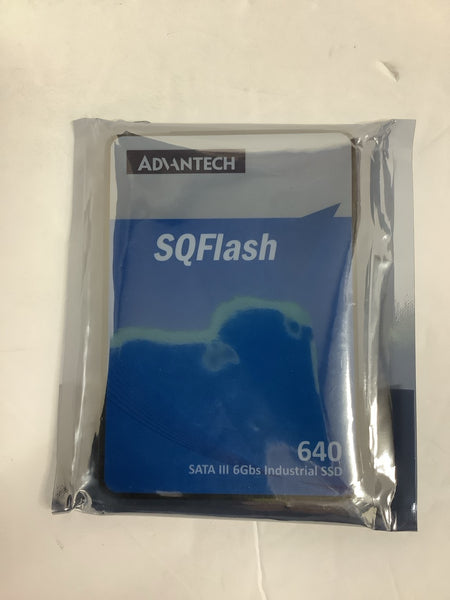 ADVANTECH
SQFlash
640
SATA III 6Gbs Industrial SSD